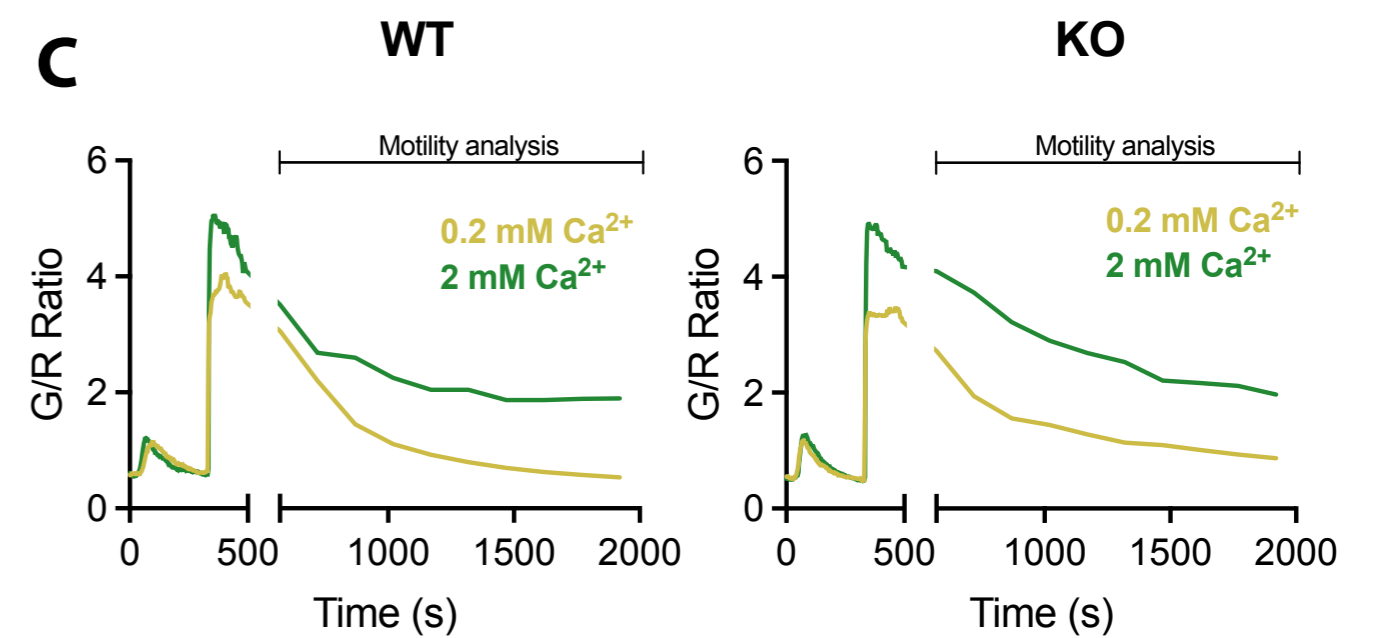 C
WT
KO
Motility analysis
Motility analysis
6
4
2
0
G/R Ratio
0.2 mM Ca²⁺
2 mM Ca²⁺
0
500
1000
1500
2000
Time (s)
6
4
2
0
G/R Ratio
0.2 mM Ca²⁺
2 mM Ca²⁺
0
500
1000
1500
2000
Time (s)